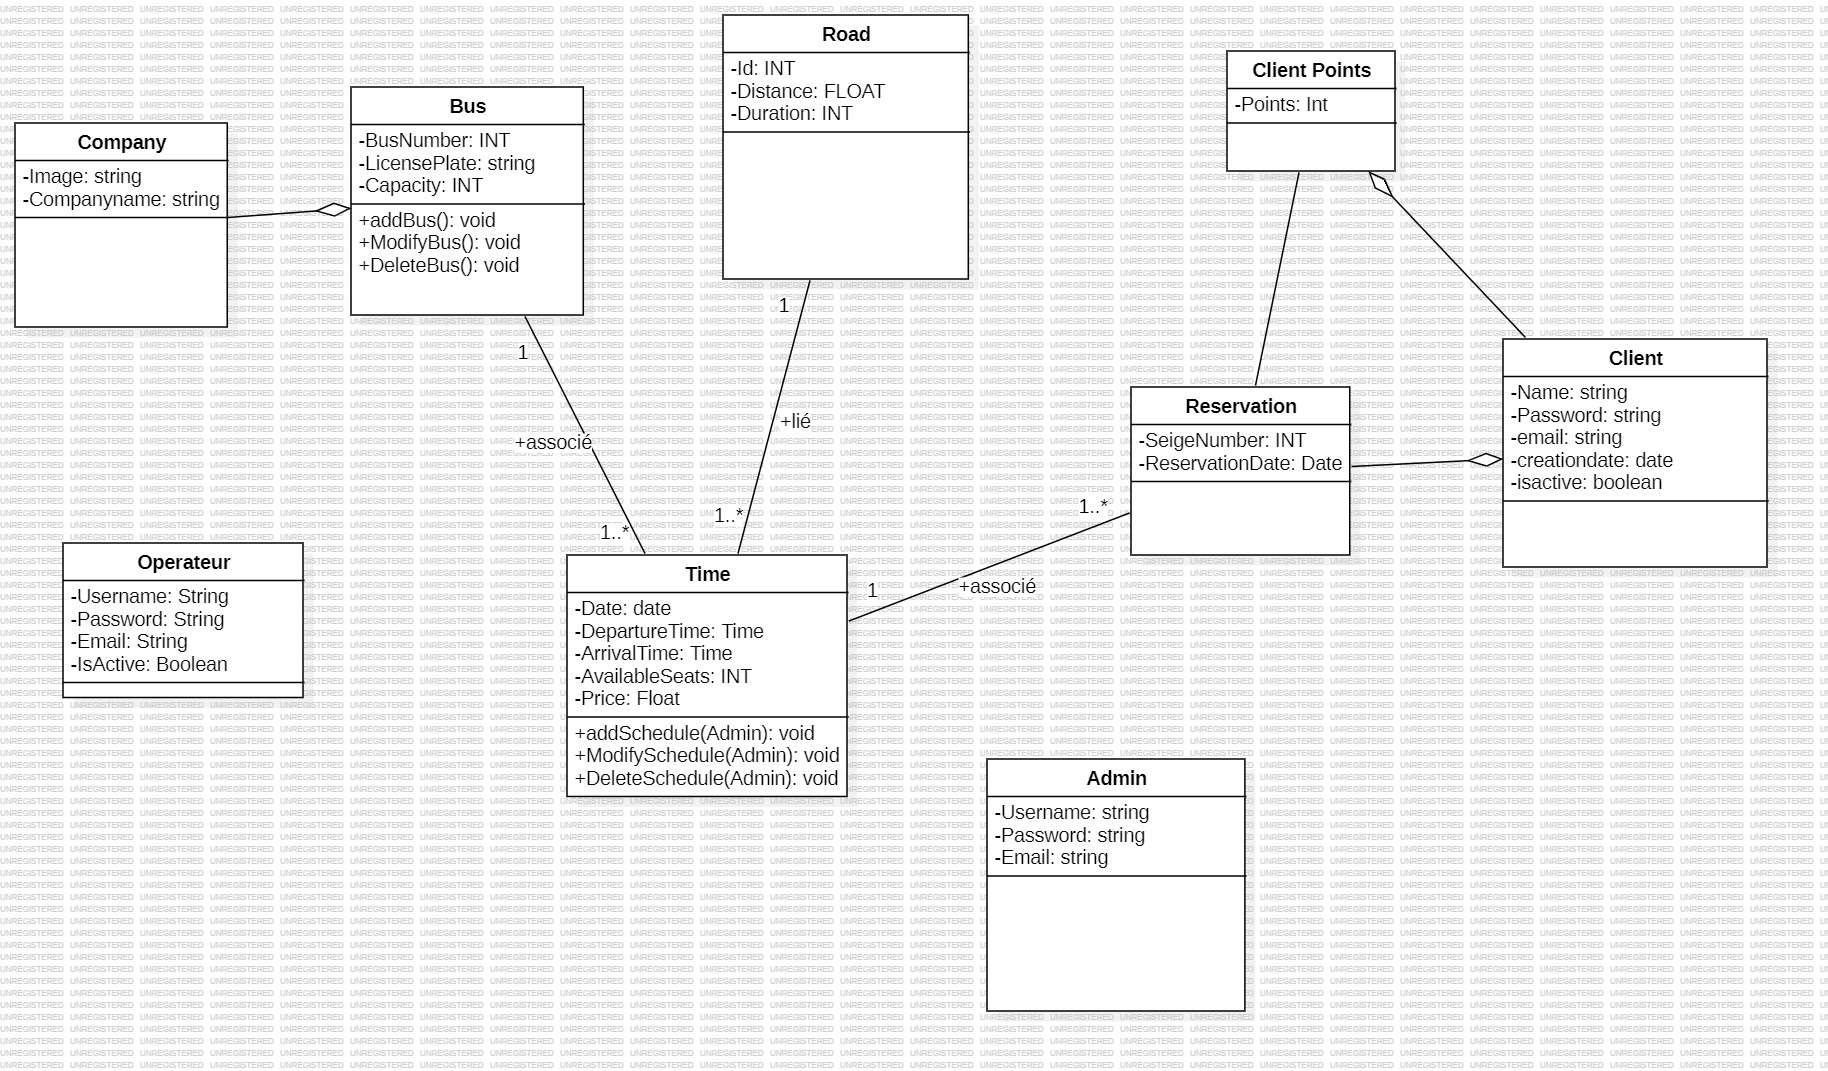 Company
-Image: string
-Companyname: string
Bus
-BusNumber: INT
-LicensePlate: string
-Capacity: INT
+addBus(): void
+ModifyBus(): void
+DeleteBus(): void
Road
-Id: INT
-Distance: FLOAT
-Duration: INT
Client Points
-Points: Int
1
+associé
1..*
1
+lié
1..*
Client
-Name: string
-Password: string
-email: string
-creationdate: date
-isactive: boolean
Reservation
-SeigeNumber: INT
-ReservationDate: Date
1..*
+associé
1
Operateur
-Username: String
-Password: String
-Email: String
-IsActive: Boolean
Time
-Date: date
-DepartureTime: Time
-ArrivalTime: Time
-AvailableSeats: INT
-Price: Float
+addSchedule(Admin): void
+ModifySchedule(Admin): void
+DeleteSchedule(Admin): void
Admin
-Username: string
-Password: string
-Email: string
UNREGISTERED